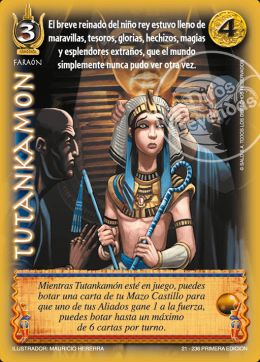 3
4
El breve reinado del niño rey estuvo lleno de
maravillas, tesoros, glorias, hechizos, magias
y esplendores extraños, que el mundo
simplemente nunca pudo ver otra vez.
FARAÓN
TUTANKAMON
Mientras Tutankamón esté en juego, puedes
botar una carta de tu Mazo Castillo para
que uno de tus Aliados gane 1 a la fuerza,
puedes botar hasta un máximo
de 6 cartas por turno.
ILUSTRADOR: MAURICIO HERRERA
21 - 236 PRIMERA EDICIÓN